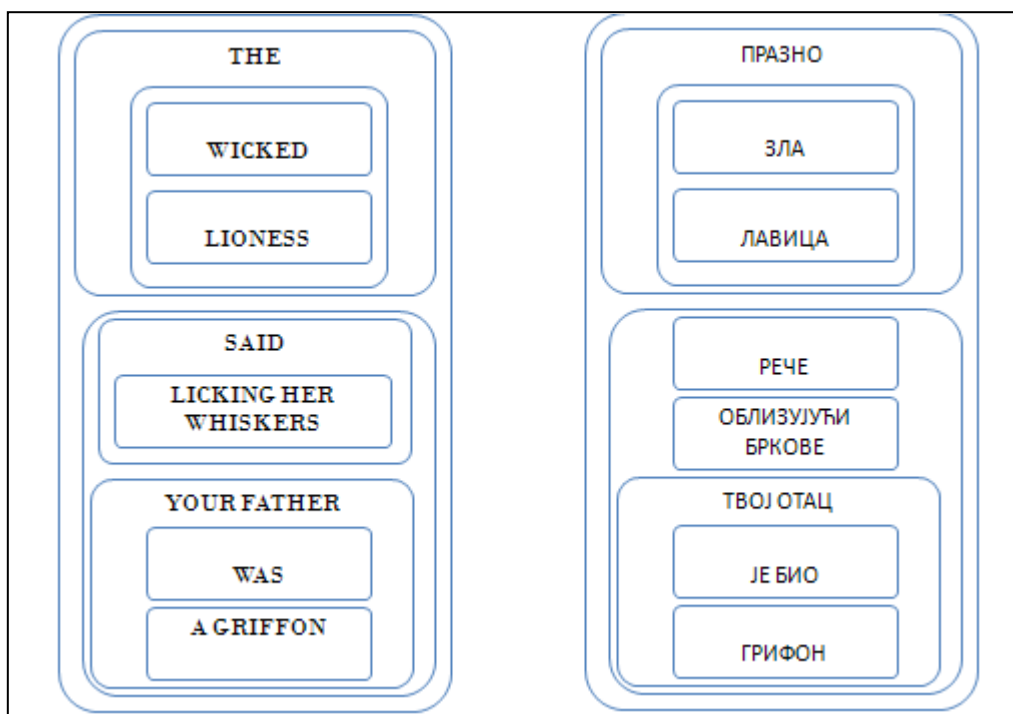 THE
WICKED
LIONESS
SAID
LICKING HER
WHISKERS
YOUR FATHER
WAS
A GRIFFON
ПРАЗНО
ЗЛА
ЛАВИЦА
РЕЧЕ
ОБЛИЗУЈУЋИ
БРКОВЕ
ТВОЈ ОТАЦ
ЈЕ БИО
ГРИФОН